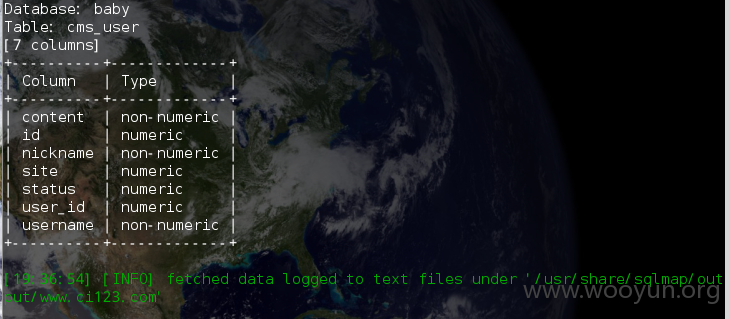 Database: baby
Table: cms_user
[7 columns]
+----------+-------------+
| Column | Type |
+----------+-------------+
| content | non-numeric |
| id | numeric |
| nickname | non-numeric |
| site | numeric |
| status | numeric |
| user_id | numeric |
| username | non-numeric |
+----------+-------------+
[19:36:54] [INFO] fetched data logged to text files under '/usr/share/sqlmap/out
put/www.ci123.com'
www.wooyun.org